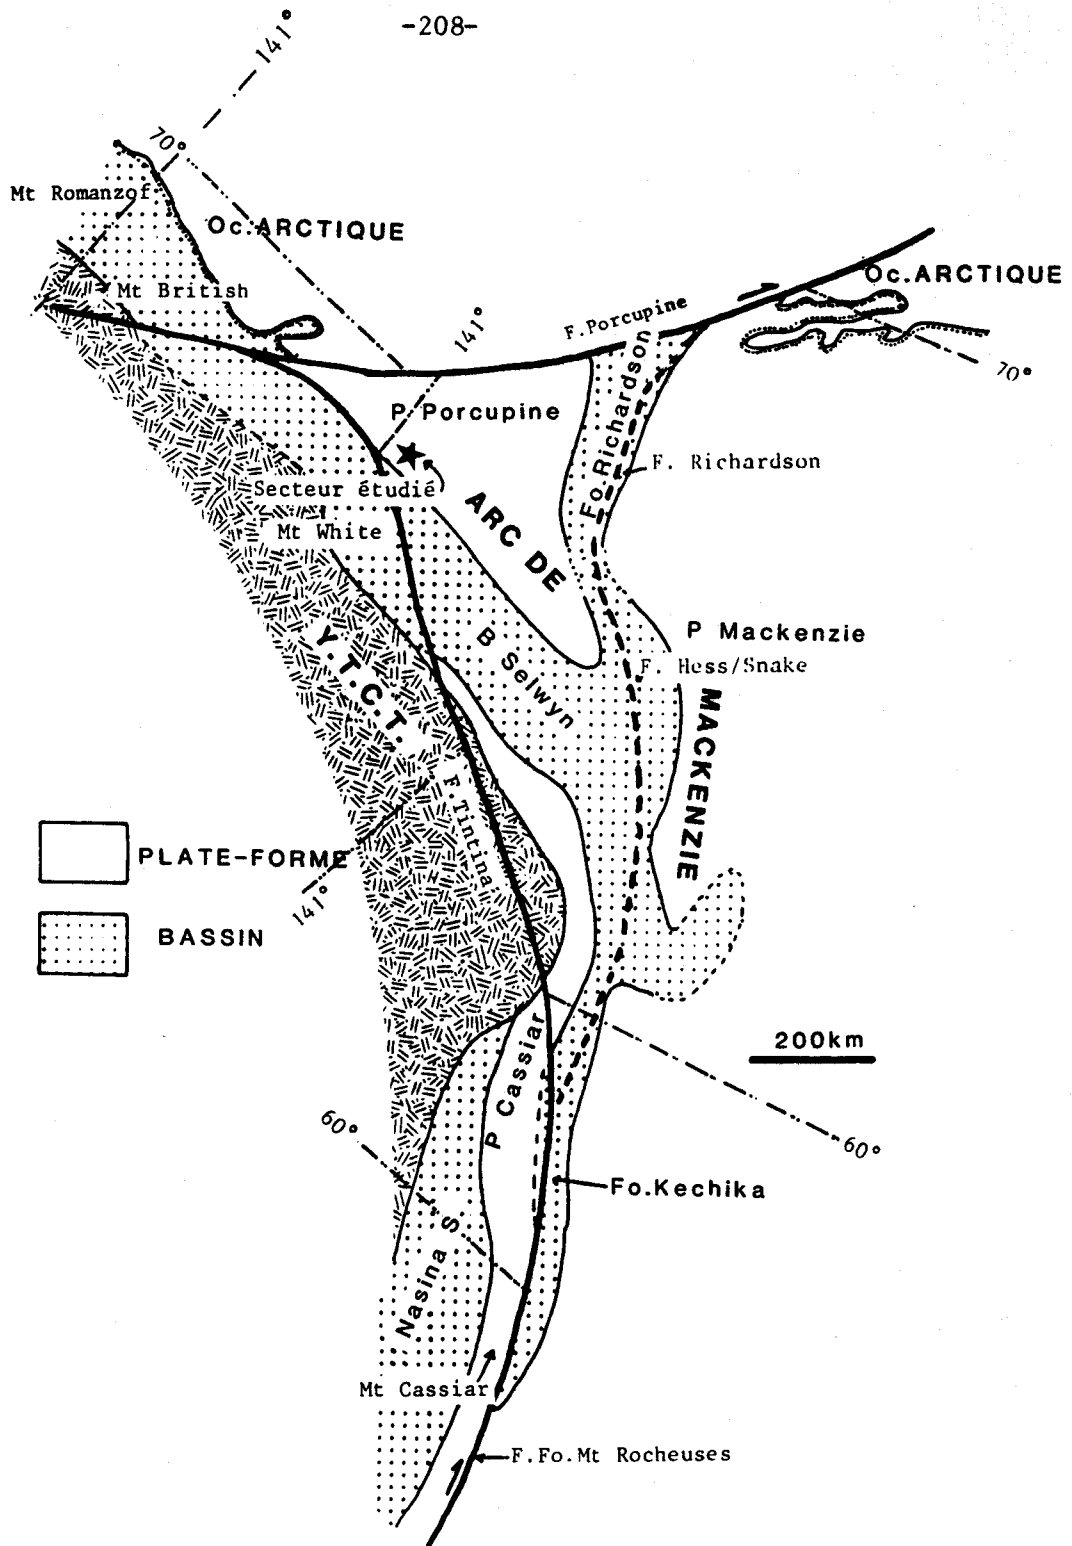 -208-
141°
70°
Mt Romanzof
Oc.ARCTIQUE
Oc.ARCTIQUE
Mt British
F.Porcupine
141°
70°
P. Porcupine
Fo.Richardson
F. Richardson
Secteur étudié
ARC DE
Mt White
P Mackenzie
B Selwyn
F. Hess/Snake
Y.T.C.T.
MACKENZIE
F.Tintina
PLATE-FORME
141°
BASSIN
200km
P Cassiar
60°
60°
Fo.Kechika
Nasina S.
Mt Cassiar
F.Fo.Mt Rocheuses